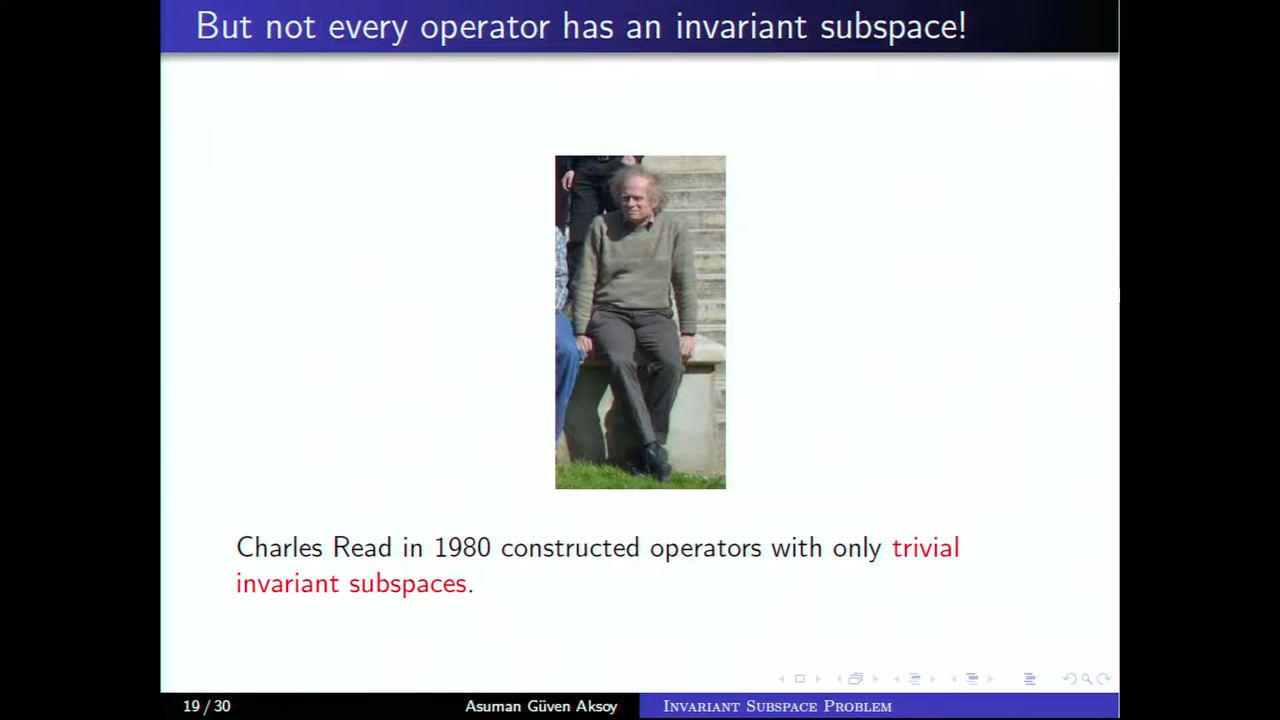 But not every operator has an invariant subspace!
Charles Read in 1980 constructed operators with only trivial
invariant subspaces.
19 / 30
Asuman Güven Aksoy
Invariant Subspace Problem